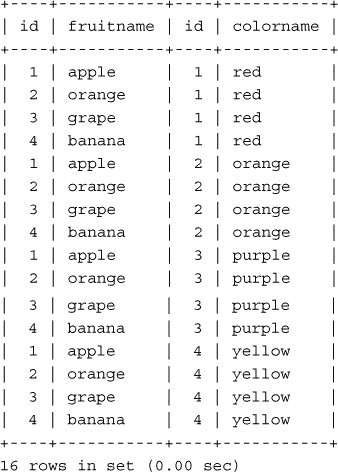 +----+-----------+----+-----------+
| id | fruitname | id | colorname |
+----+-----------+----+-----------+
| 1 | apple | 1 | red |
| 2 | orange | 1 | red |
| 3 | grape | 1 | red |
| 4 | banana | 1 | red |
| 1 | apple | 2 | orange |
| 2 | orange | 2 | orange |
| 3 | grape | 2 | orange |
| 4 | banana | 2 | orange |
| 1 | apple | 3 | purple |
| 2 | orange | 3 | purple |
| 3 | grape | 3 | purple |
| 4 | banana | 3 | purple |
| 1 | apple | 4 | yellow |
| 2 | orange | 4 | yellow |
| 3 | grape | 4 | yellow |
| 4 | banana | 4 | yellow |
+----+-----------+----+-----------+
16 rows in set (0.00 sec)